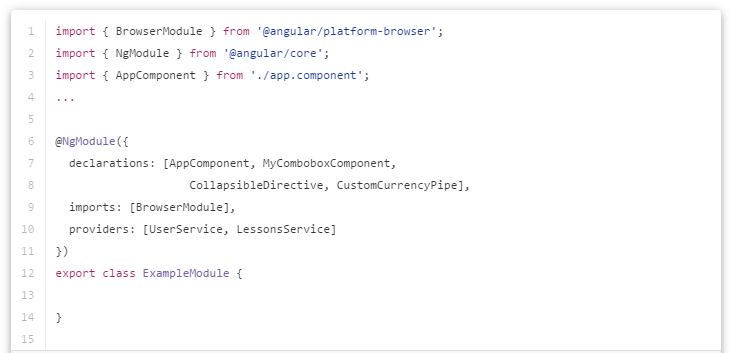 1 import { BrowserModule } from '@angular/platform-browser';
2 import { NgModule } from '@angular/core';
3 import { AppComponent } from './app.component';
4 ...
5
6 @NgModule({
7 declarations: [AppComponent, MyComboboxComponent,
8 CollapsibleDirective, CustomCurrencyPipe],
9 imports: [BrowserModule],
10 providers: [UserService, LessonsService]
11 })
12 export class ExampleModule {
13
14 }
15